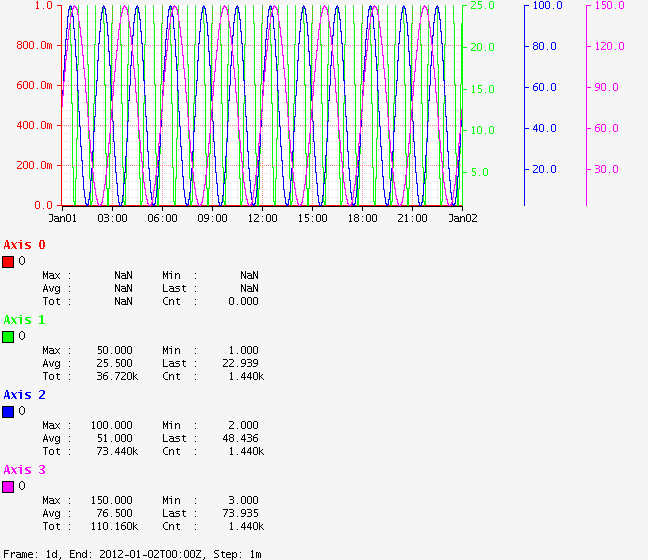 1.0
800.0m
600.0m
400.0m
200.0m
0.0
25.0
20.0
15.0
10.0
5.0
100.0
80.0
60.0
40.0
20.0
150.0
120.0
90.0
60.0
30.0
Jan01 03:00 06:00 09:00 12:00 15:00 18:00 21:00 Jan02
Axis 0
0
Max : NaN Min : NaN
Avg : NaN Last : NaN
Tot : NaN Cnt : 0.000
Axis 1
0
Max : 50.000 Min : 1.000
Avg : 25.500 Last : 22.939
Tot : 36.720k Cnt : 1.440k
Axis 2
0
Max : 100.000 Min : 2.000
Avg : 51.000 Last : 48.436
Tot : 73.440k Cnt : 1.440k
Axis 3
0
Max : 150.000 Min : 3.000
Avg : 76.500 Last : 73.935
Tot : 110.160k Cnt : 1.440k
Frame: 1d, End: 2012-01-02T00:00Z, Step: 1m